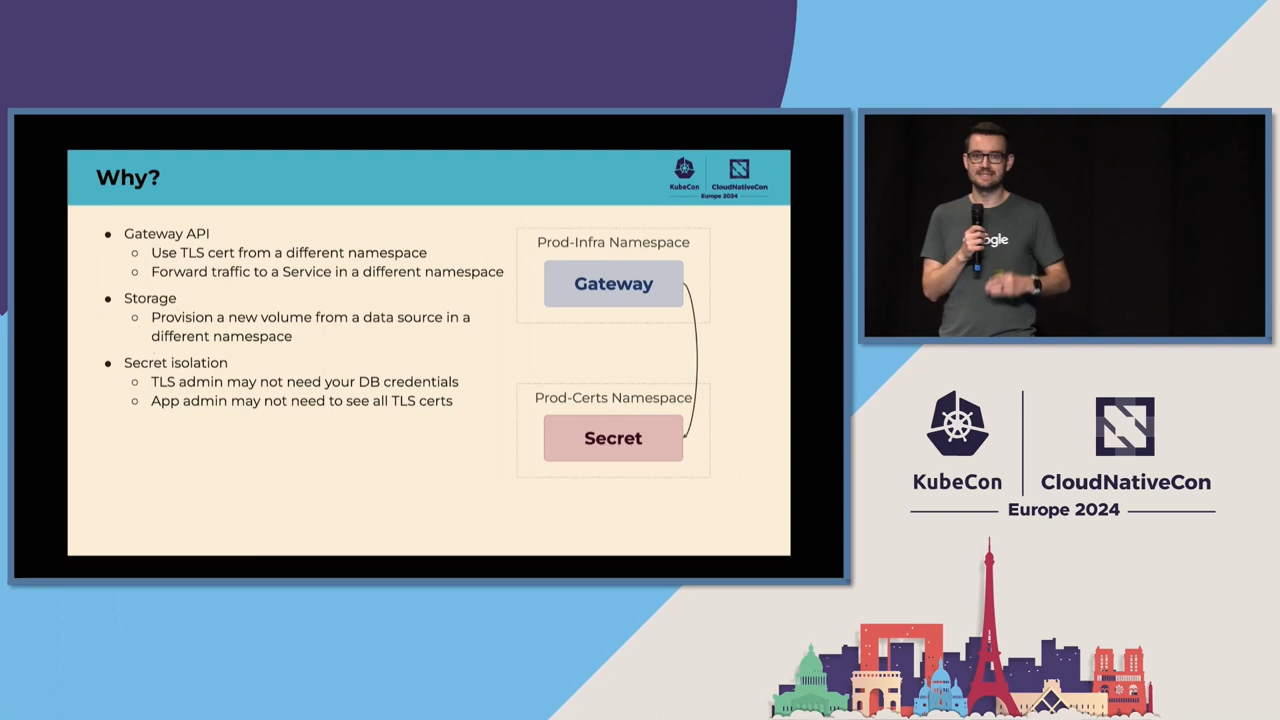 Why?
KubeCon
CloudNativeCon
Europe 2024
Gateway API
Use TLS cert from a different namespace
Forward traffic to a Service in a different namespace
Storage
Provision a new volume from a data source in a
different namespace
Secret isolation
TLS admin may not need your DB credentials
App admin may not need to see all TLS certs
Prod-Infra Namespace
Gateway
Prod-Certs Namespace
Secret
ogle
KubeCon
CloudNativeCon
Europe 2024